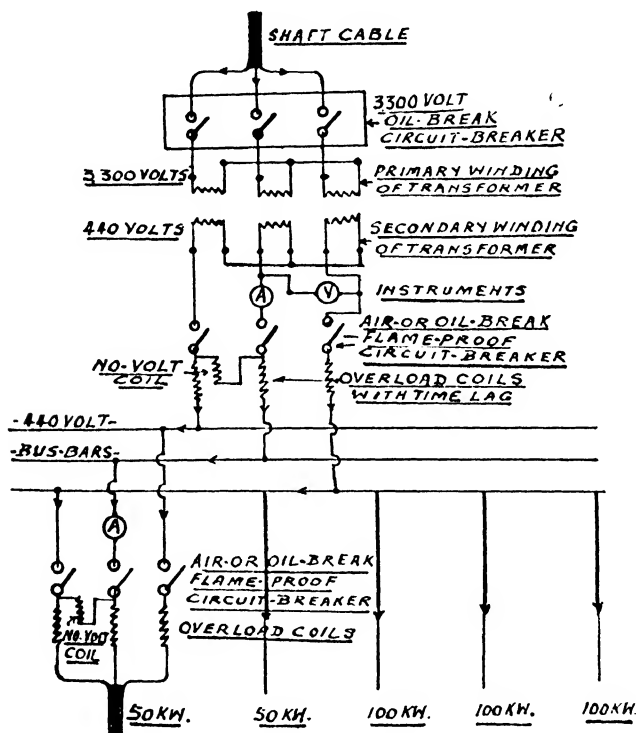 SHAFT CABLE
3300 VOLT
OIL-BREAK
CIRCUIT-BREAKER
3,300 VOLTS
PRIMARY WINDING
OF TRANSFORMER
440 VOLTS
SECONDARY WINDING
OF TRANSFORMER
A
V
INSTRUMENTS
AIR-OR OIL-BREAK
FLAME-PROOF
CIRCUIT-BREAKER
NO-VOLT
COIL
OVERLOAD COILS
WITH TIME LAG
-440 VOLT-
-BUS-BARS-
A
AIR-OR OIL-BREAK
FLAME-PROOF
CIRCUIT-BREAKER
NO-VOLT
COIL
OVERLOAD COILS
50 KW.
50 KW.
100 KW.
100 KW.
100 KW.